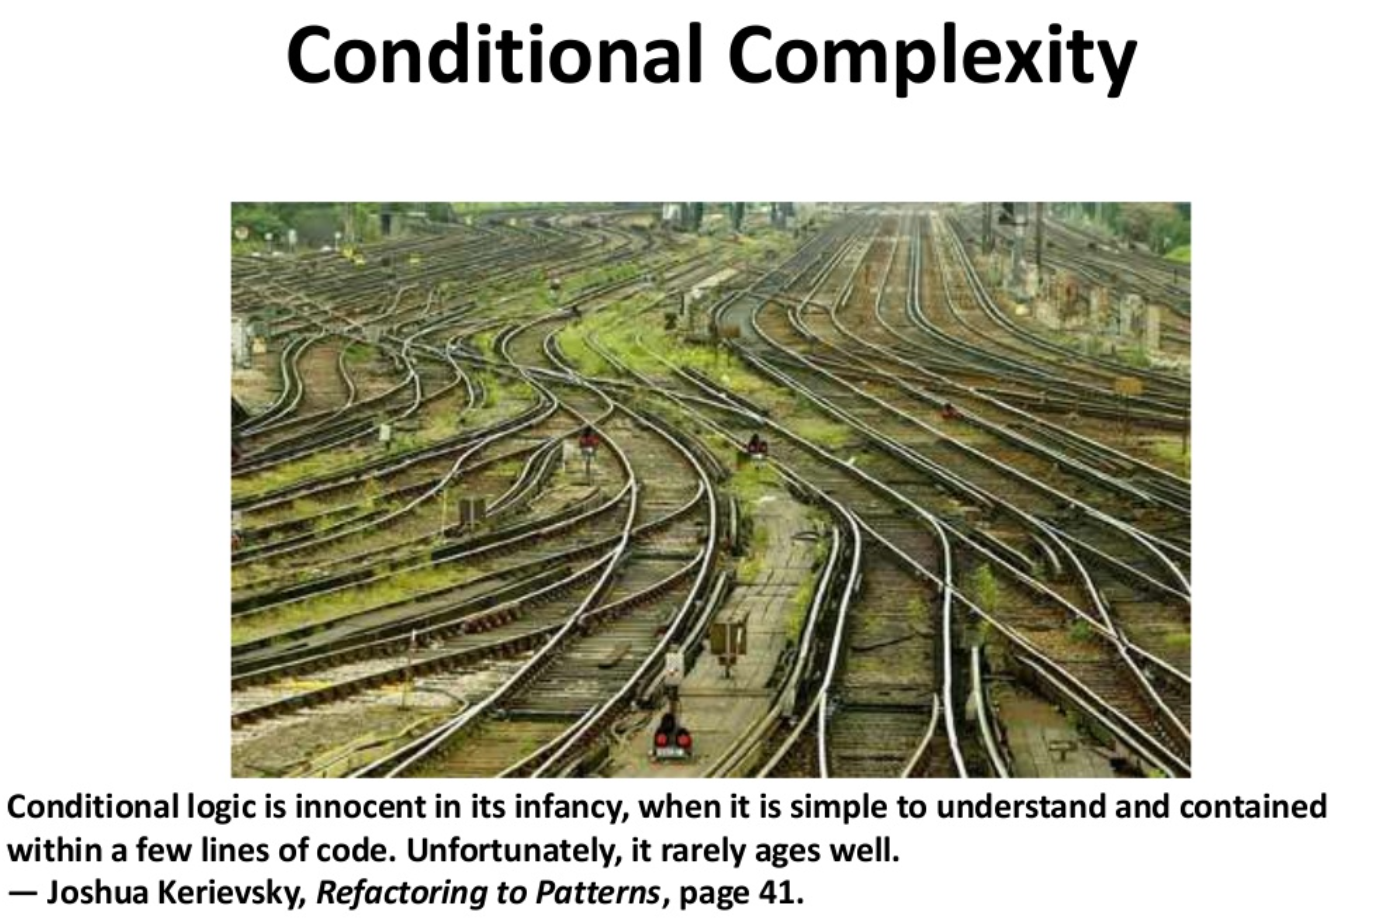 Conditional Complexity
Conditional logic is innocent in its infancy, when it is simple to understand and contained
within a few lines of code. Unfortunately, it rarely ages well.
— Joshua Kerievsky, Refactoring to Patterns, page 41.